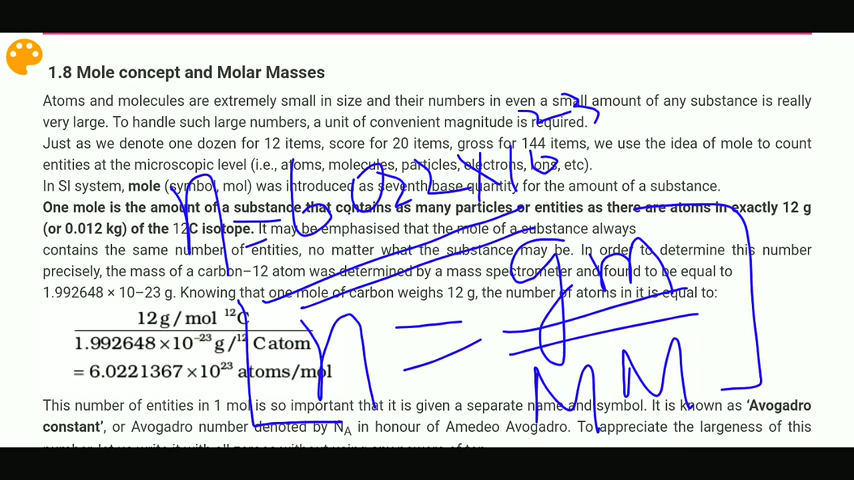 1.8 Mole concept and Molar Masses
Atoms and molecules are extremely small in size and their numbers in even a small amount of any substance is really
very large. To handle such large numbers, a unit of convenient magnitude is required.
Just as we denote one dozen for 12 items, score for 20 items, gross for 144 items, we use the idea of mole to count
entities at the microscopic level (i.e., atoms, molecules, particles, electrons, ions, etc).
In SI system, mole (symbol, mol) was introduced as seventh base quantity for the amount of a substance.
One mole is the amount of a substance that contains as many particles or entities as there are atoms in exactly 12 g
(or 0.012 kg) of the 12C isotope. It may be emphasised that the mole of a substance always
contains the same number of entities, no matter what the substance may be. In order to determine this number
precisely, the mass of a carbon–12 atom was determined by a mass spectrometer and found to be equal to
1.992648 × 10–23 g. Knowing that one mole of carbon weighs 12 g, the number of atoms in it is equal to:
12 g / mol ¹²C
1.992648 × 10⁻²³ g / ¹² C atom
= 6.0221367 × 10²³ atoms/mol
This number of entities in 1 mol is so important that it is given a separate name and symbol. It is known as 'Avogadro
constant', or Avogadro number denoted by N_A in honour of Amedeo Avogadro. To appreciate the largeness of this
n = 6022 × 10²³
n = gm
MM